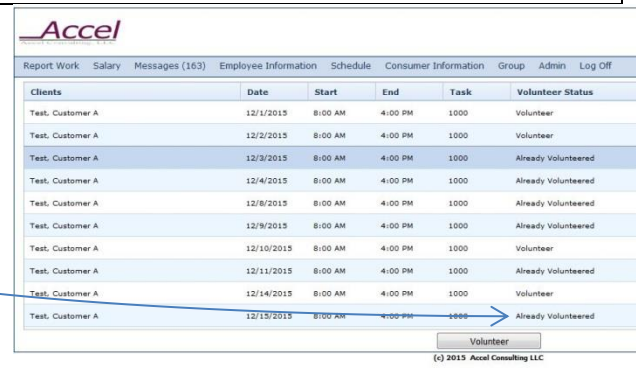 Accel
Accel Consulting, LLC
Report Work Salary Messages (163) Employee Information Schedule Consumer Information Group Admin Log Off
Clients Date Start End Task Volunteer Status
Test, Customer A 12/1/2015 8:00 AM 4:00 PM 1000 Volunteer
Test, Customer A 12/2/2015 8:00 AM 4:00 PM 1000 Volunteer
Test, Customer A 12/3/2015 8:00 AM 4:00 PM 1000 Already Volunteered
Test, Customer A 12/4/2015 8:00 AM 4:00 PM 1000 Already Volunteered
Test, Customer A 12/8/2015 8:00 AM 4:00 PM 1000 Already Volunteered
Test, Customer A 12/9/2015 8:00 AM 4:00 PM 1000 Already Volunteered
Test, Customer A 12/10/2015 8:00 AM 4:00 PM 1000 Volunteer
Test, Customer A 12/11/2015 8:00 AM 4:00 PM 1000 Already Volunteered
Test, Customer A 12/14/2015 8:00 AM 4:00 PM 1000 Volunteer
Test, Customer A 12/15/2015 8:00 AM 4:00 PM 1000 Already Volunteered
Volunteer
(c) 2015 Accel Consulting LLC